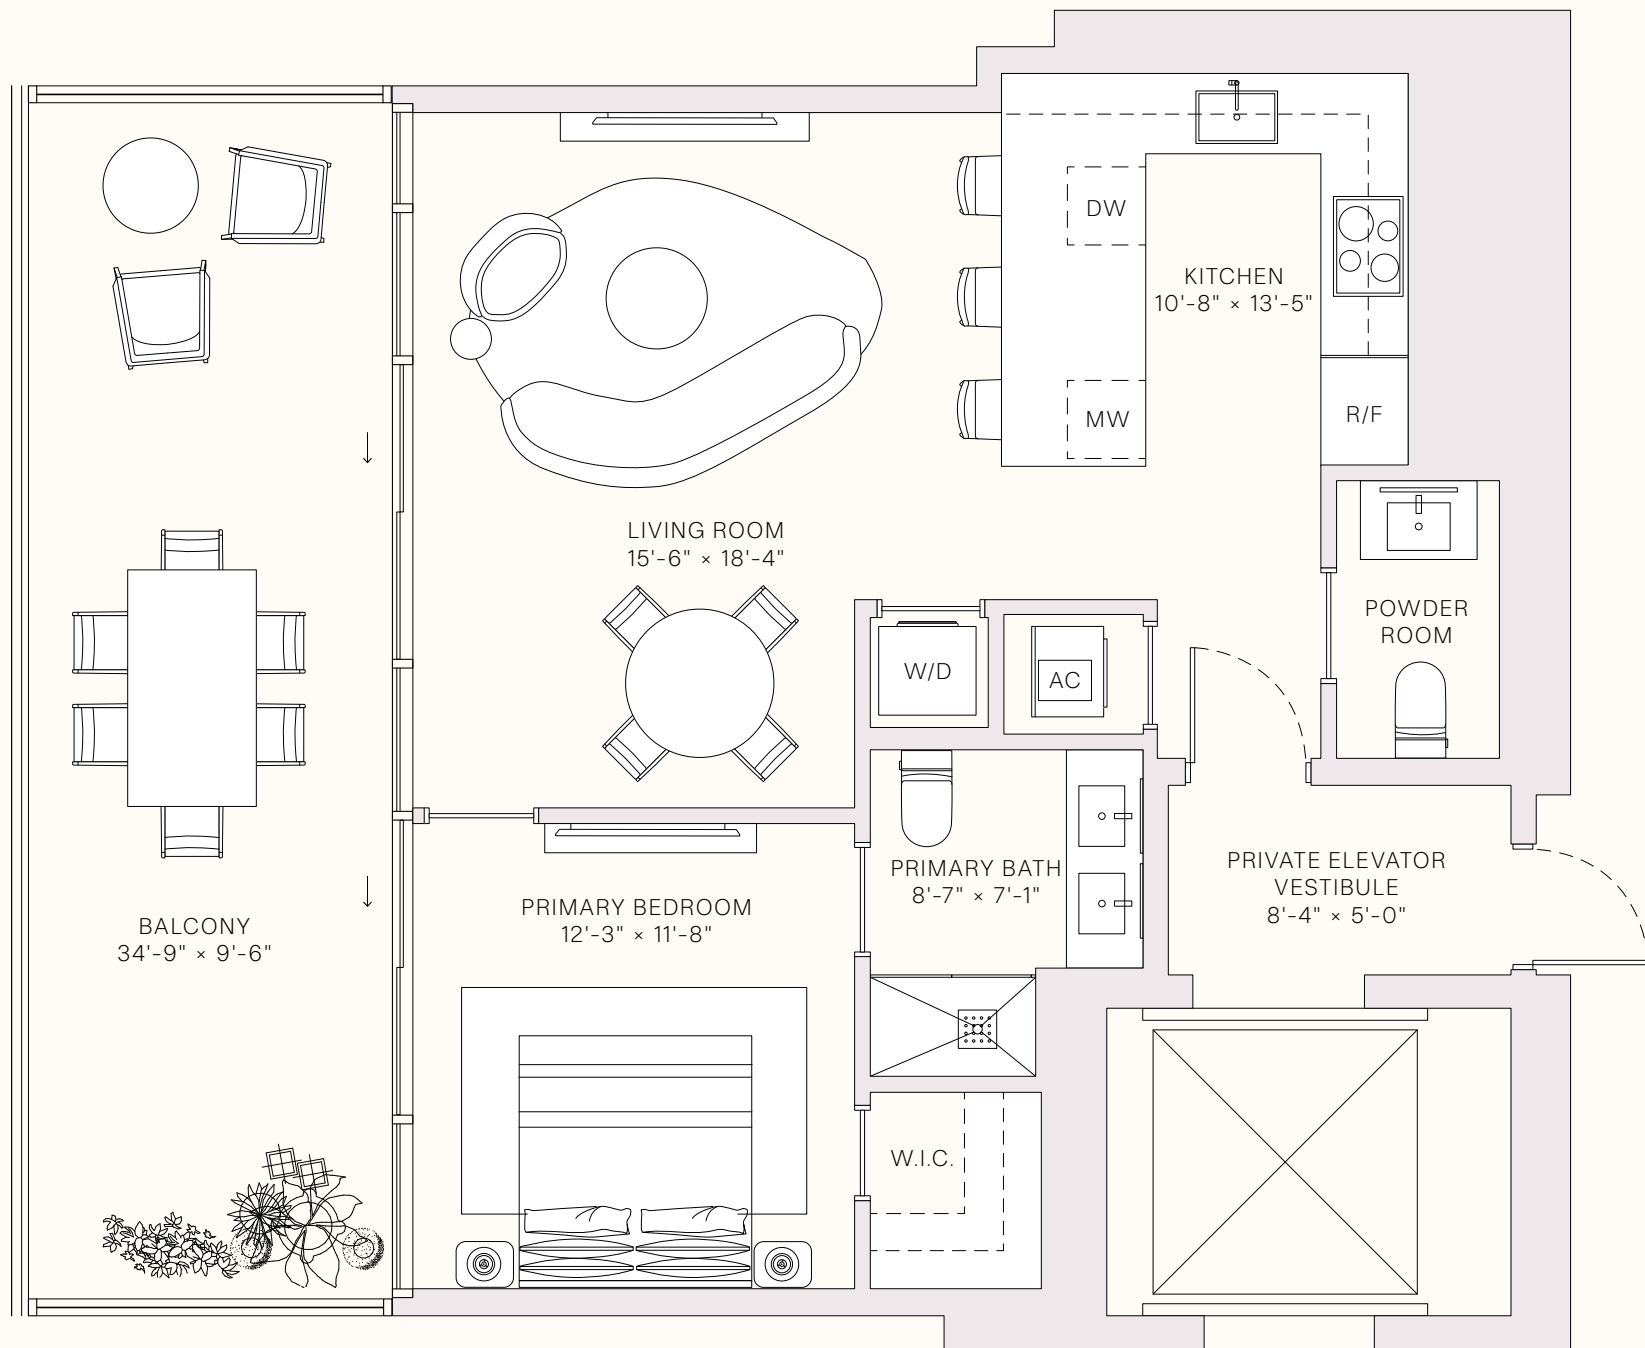 DW
KITCHEN
10'-8" × 13'-5"
MW
R/F
LIVING ROOM
15'-6" × 18'-4"
POWDER
ROOM
W/D
AC
PRIMARY BATH
8'-7" × 7'-1"
PRIVATE ELEVATOR
VESTIBULE
8'-4" × 5'-0"
PRIMARY BEDROOM
12'-3" × 11'-8"
BALCONY
34'-9" × 9'-6"
W.I.C.